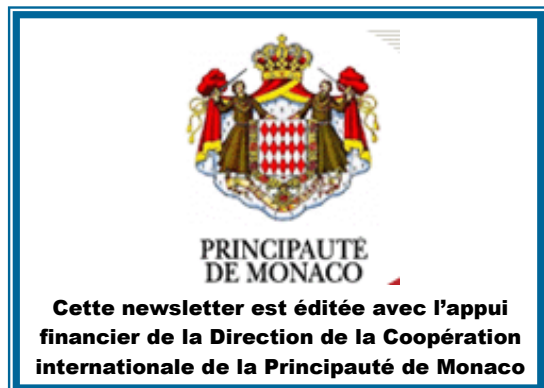 PRINCIPAUTÉ
DE MONACO
Cette newsletter est éditée avec l’appui
financier de la Direction de la Coopération
internationale de la Principauté de Monaco